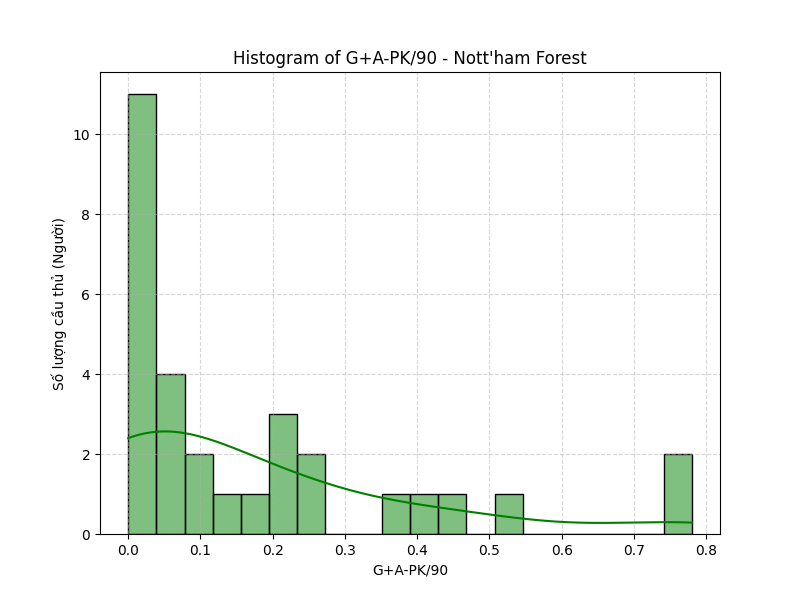 Histogram of G+A-PK/90 - Nott'ham Forest
Số lượng cầu thủ (Người)
10
8
6
4
2
0
0.0 0.1 0.2 0.3 0.4 0.5 0.6 0.7 0.8
G+A-PK/90